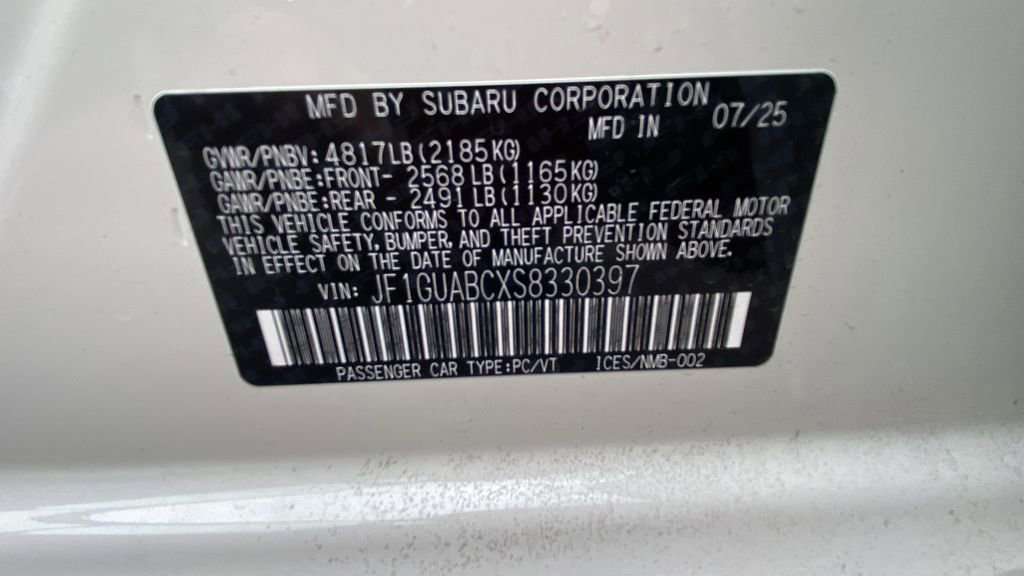 MFD BY SUBARU CORPORATION
MFD IN 07/25
GVWR/PNBV: 4817LB(2185KG)
GAWR/PNBE:FRONT- 2568LB(1165KG)
GAWR/PNBE:REAR - 2491LB(1130KG)
THIS VEHICLE CONFORMS TO ALL APPLICABLE FEDERAL MOTOR
VEHICLE SAFETY, BUMPER, AND THEFT PREVENTION STANDARDS
IN EFFECT ON THE DATE OF MANUFACTURE SHOWN ABOVE.
VIN: JF1GUABCXS8330397
PASSENGER CAR TYPE:PC/VT ICES/NMB-002